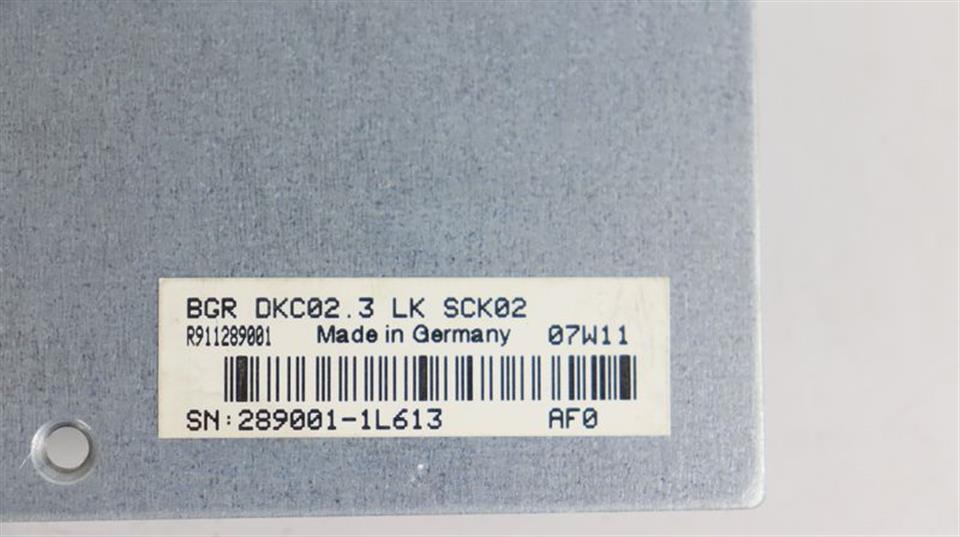 BGR DKC02.3 LK SCK02
R911289001 Made in Germany 07W11
SN:289001-1L613 AF0